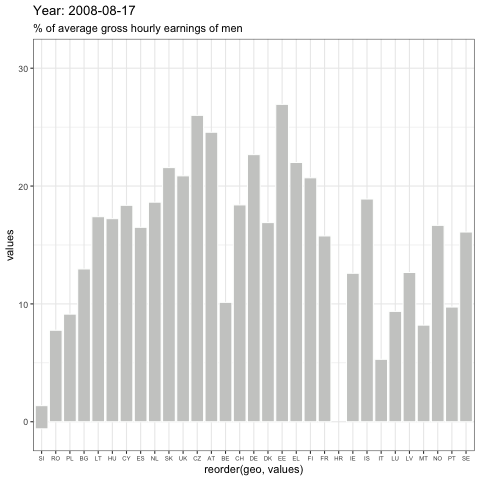 Year: 2008-08-17
% of average gross hourly earnings of men
30
20
10
0
values
SI RO PL BG LT HU CY ES NL SK UK CZ AT BE CH DE DK EE EL FI FR HR IE IS IT LU LV MT NO PT SE
reorder(geo, values)